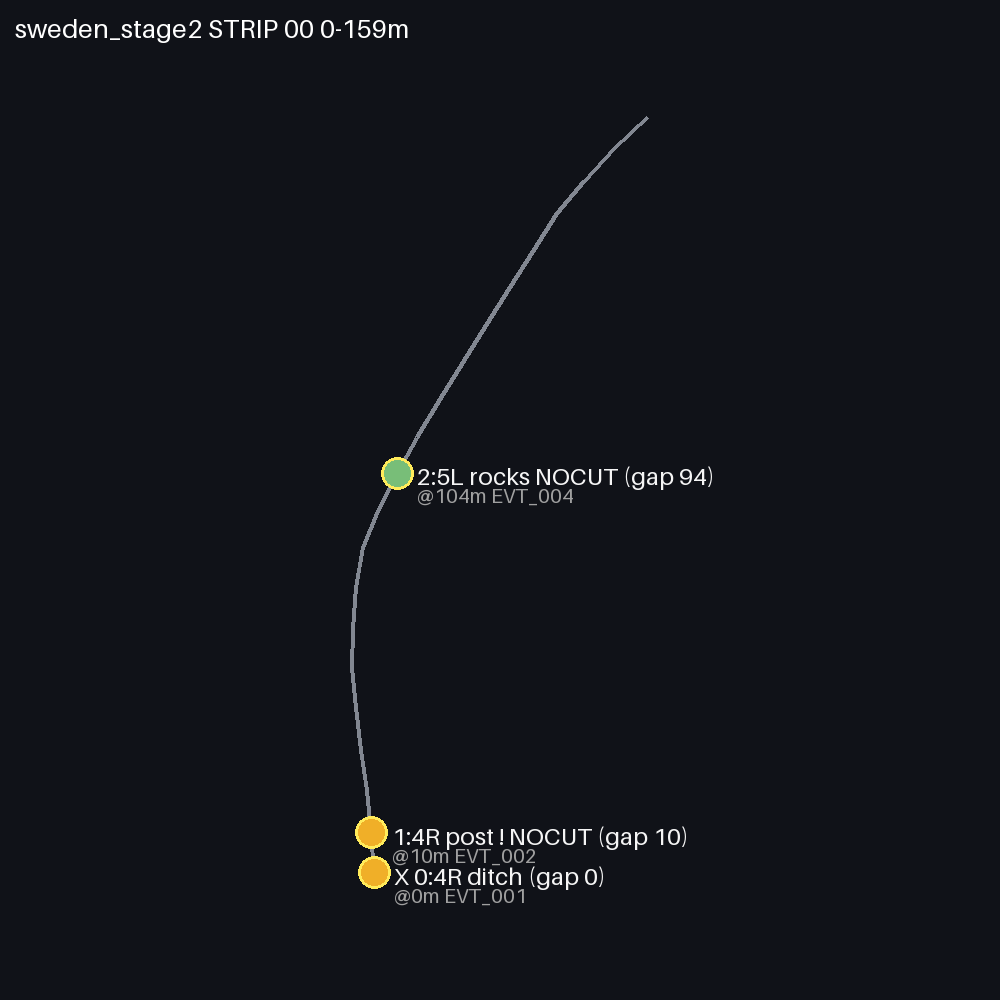 sweden_stage2 STRIP 00 0-159m
2:5L rocks NOCUT (gap 94)
@104m EVT_004
1:4R post ! NOCUT (gap 10)
@10m EVT_002
X 0:4R ditch (gap 0)
@0m EVT_001